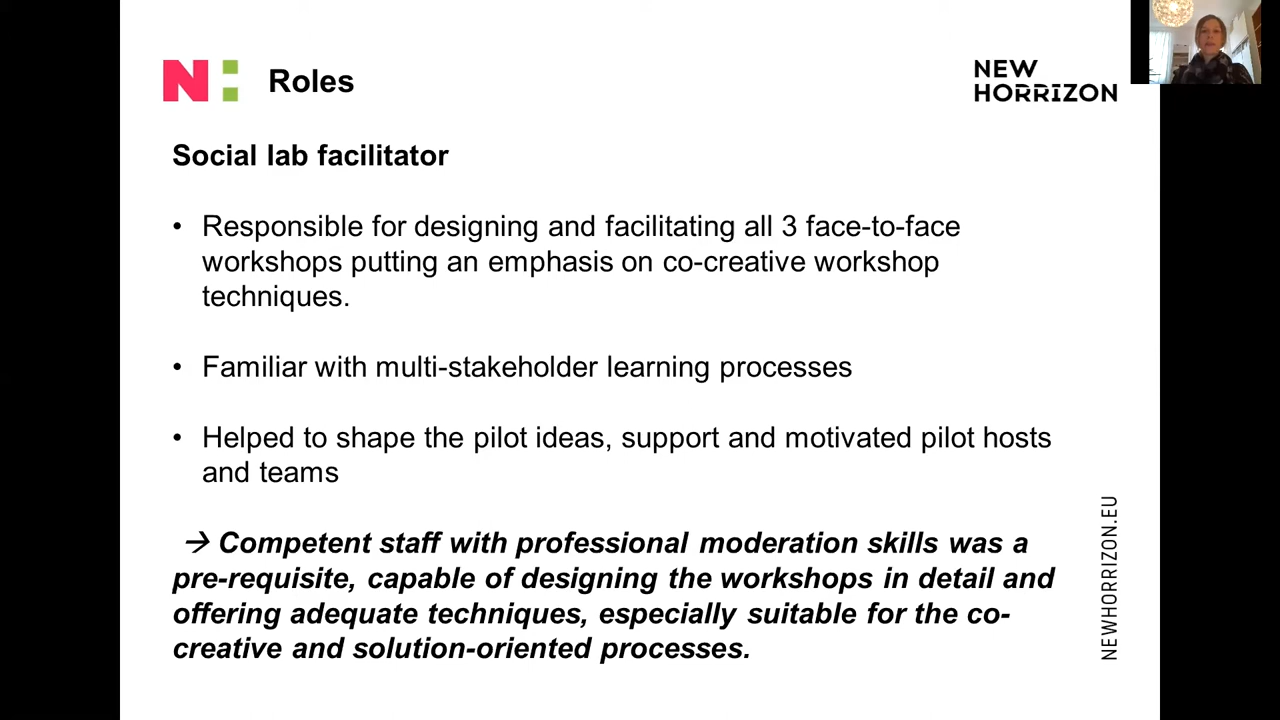 N:
Roles
NEW
HORRIZON
Social lab facilitator
• Responsible for designing and facilitating all 3 face-to-face
workshops putting an emphasis on co-creative workshop
techniques.
• Familiar with multi-stakeholder learning processes
• Helped to shape the pilot ideas, support and motivated pilot hosts
and teams
→ Competent staff with professional moderation skills was a
pre-requisite, capable of designing the workshops in detail and
offering adequate techniques, especially suitable for the co-
creative and solution-oriented processes.
NEWHORRIZON.EU